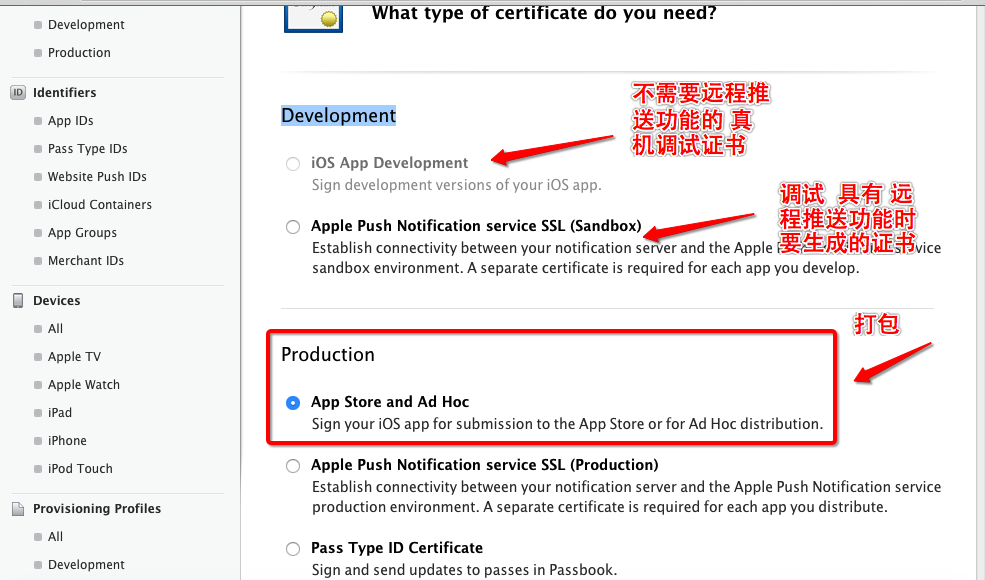 Development
Production
ID Identifiers
App IDs
Pass Type IDs
Website Push IDs
iCloud Containers
App Groups
Merchant IDs
Devices
All
Apple TV
Apple Watch
iPad
iPhone
iPod Touch
Provisioning Profiles
All
Development
What type of certificate do you need?
Development
iOS App Development
Sign development versions of your iOS app.
不需要远程推
送功能的 真
机调试证书
Apple Push Notification service SSL (Sandbox)
Establish connectivity between your notification server and the Apple service
sandbox environment. A separate certificate is required for each app you develop.
调试 具有 远
程推送功能时
要生成的证书
打包
Production
App Store and Ad Hoc
Sign your iOS app for submission to the App Store or for Ad Hoc distribution.
Apple Push Notification service SSL (Production)
Establish connectivity between your notification server and the Apple Push Notification service
production environment. A separate certificate is required for each app you distribute.
Pass Type ID Certificate
Sign and send updates to passes in Passbook.